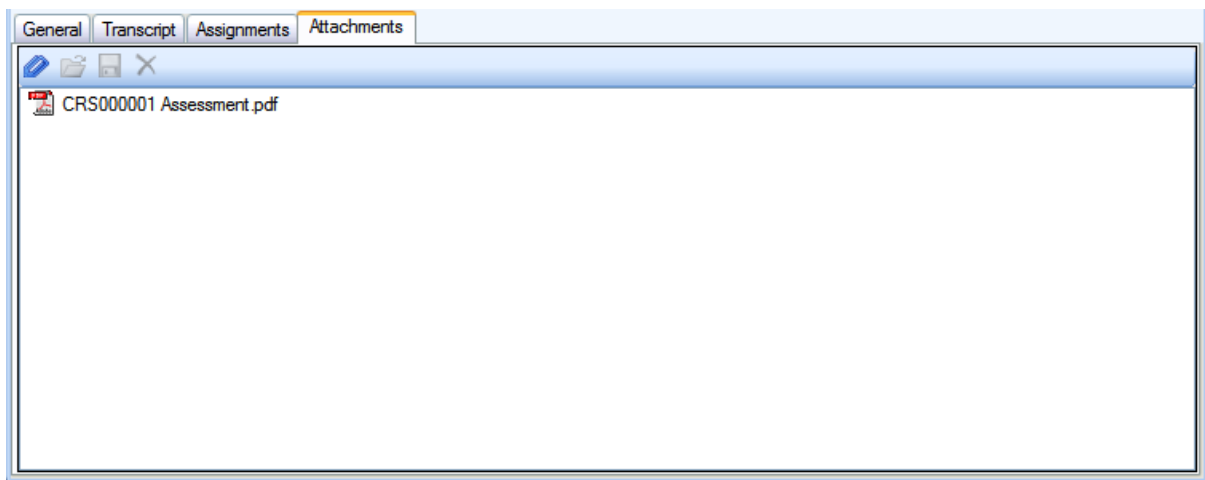 General Transcript Assignments Attachments
CRS000001 Assessment.pdf